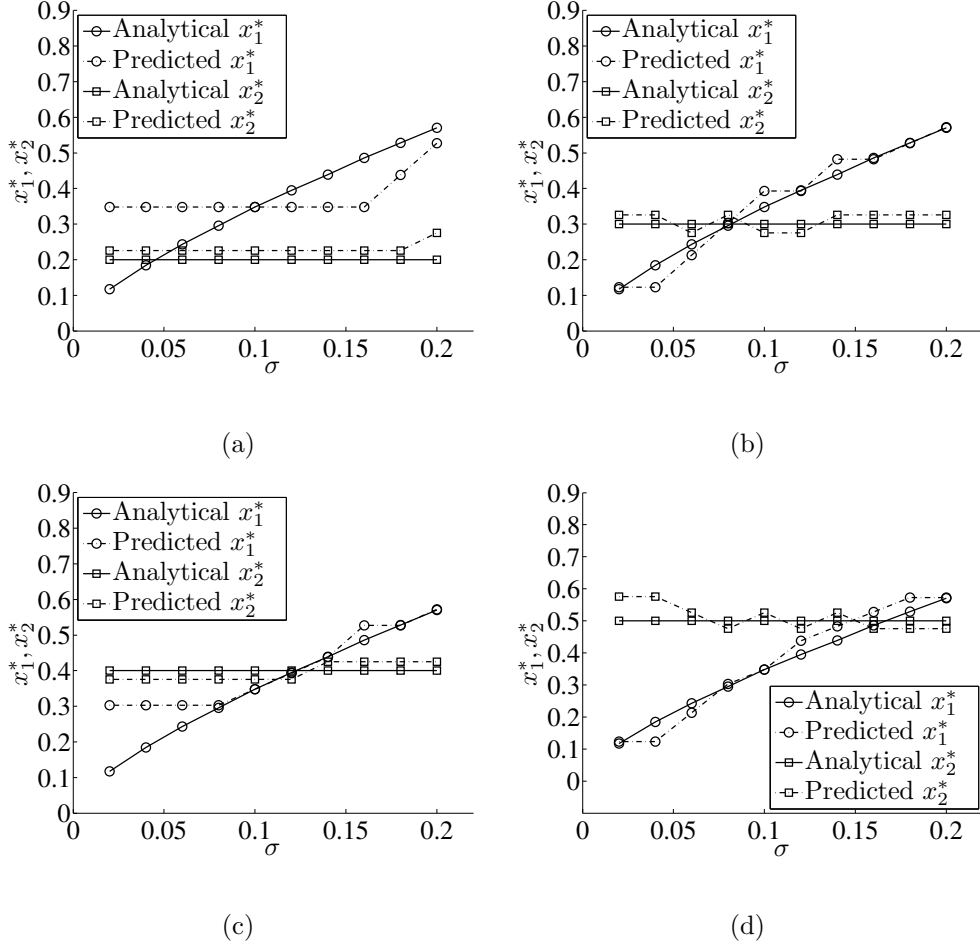 0.9
0.8
0.7
0.6
0.5
0.4
0.3
0.2
0.1
0
x₁*, x₂*
Analytical x₁*
Predicted x₁*
Analytical x₂*
Predicted x₂*
0 0.05 0.1 0.15 0.2
σ
(a)
0.9
0.8
0.7
0.6
0.5
0.4
0.3
0.2
0.1
0
x₁*, x₂*
Analytical x₁*
Predicted x₁*
Analytical x₂*
Predicted x₂*
0 0.05 0.1 0.15 0.2
σ
(b)
0.9
0.8
0.7
0.6
0.5
0.4
0.3
0.2
0.1
0
x₁*, x₂*
Analytical x₁*
Predicted x₁*
Analytical x₂*
Predicted x₂*
0 0.05 0.1 0.15 0.2
σ
(c)
0.9
0.8
0.7
0.6
0.5
0.4
0.3
0.2
0.1
0
x₁*, x₂*
Analytical x₁*
Predicted x₁*
Analytical x₂*
Predicted x₂*
0 0.05 0.1 0.15 0.2
σ
(d)